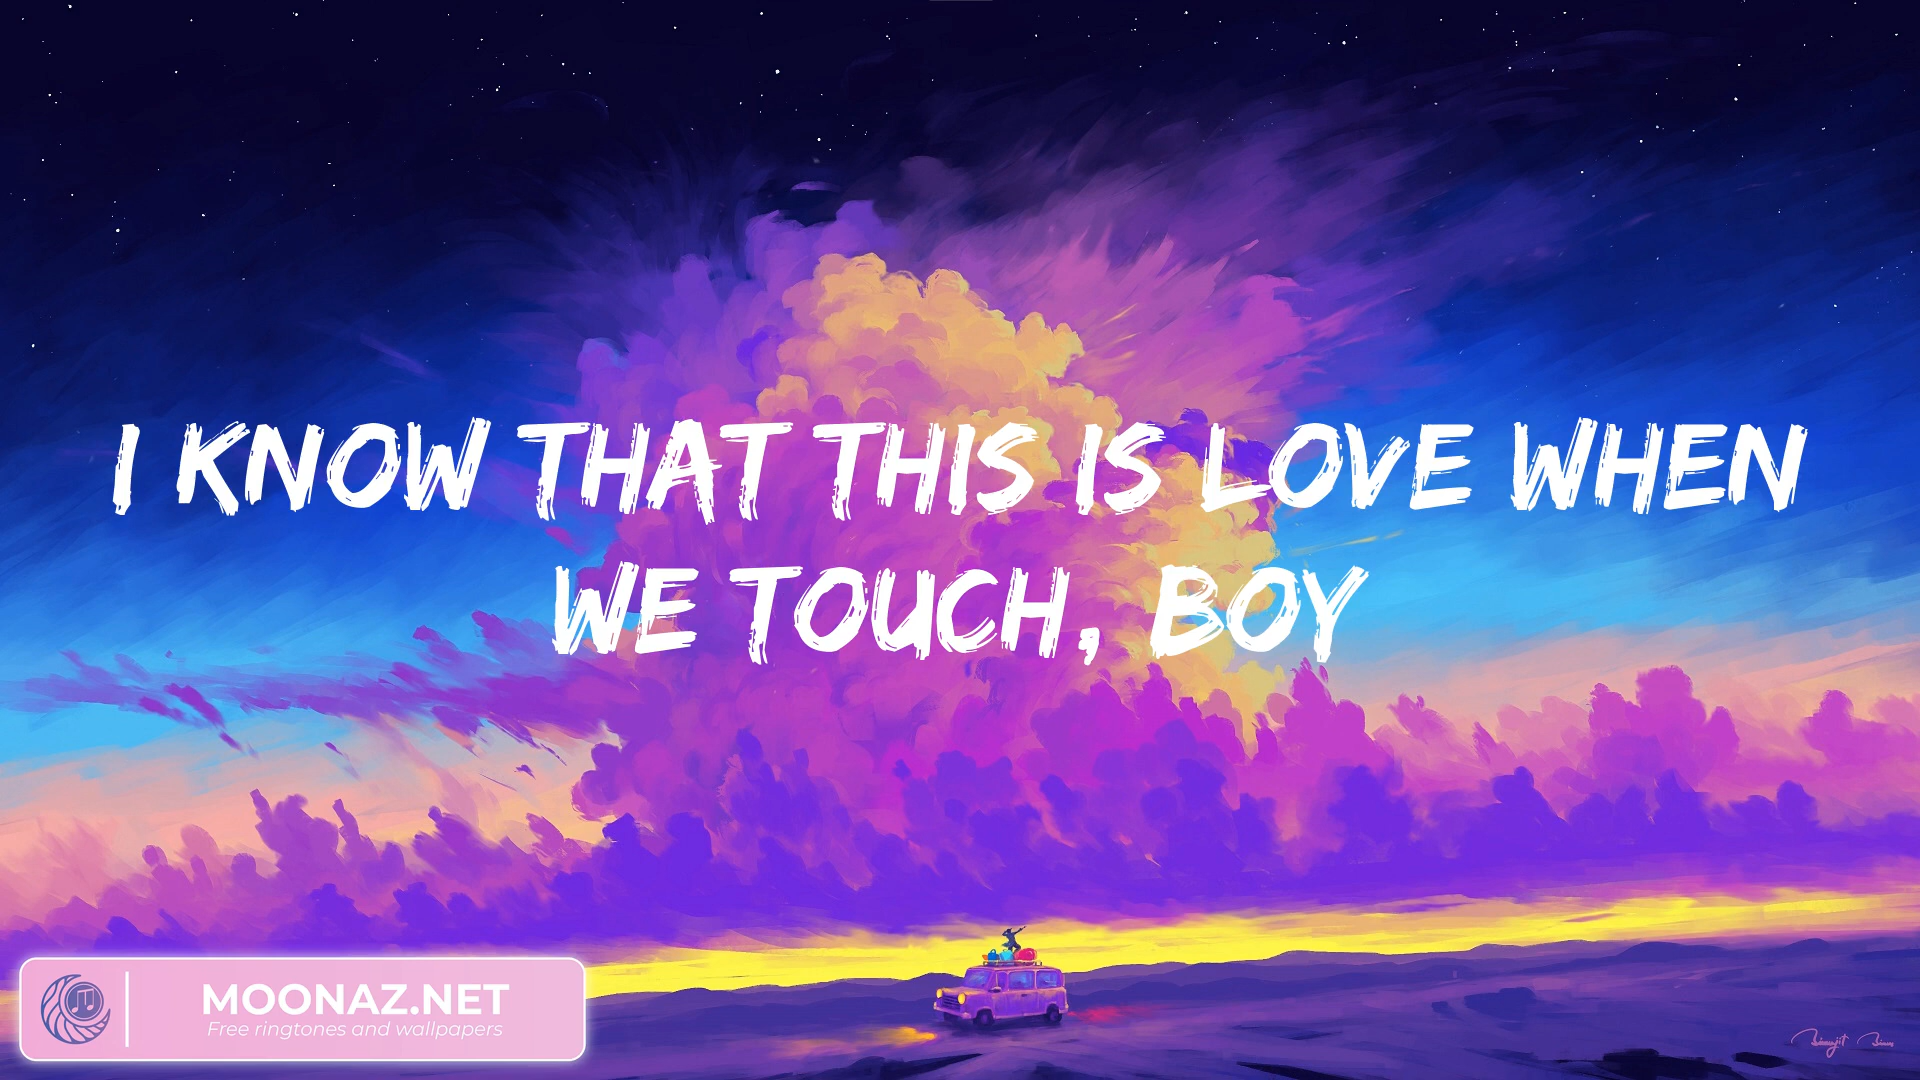 I KNOW THAT THIS IS LOVE WHEN
WE TOUCH, BOY
MOONAZ.NET
Free ringtones and wallpapers